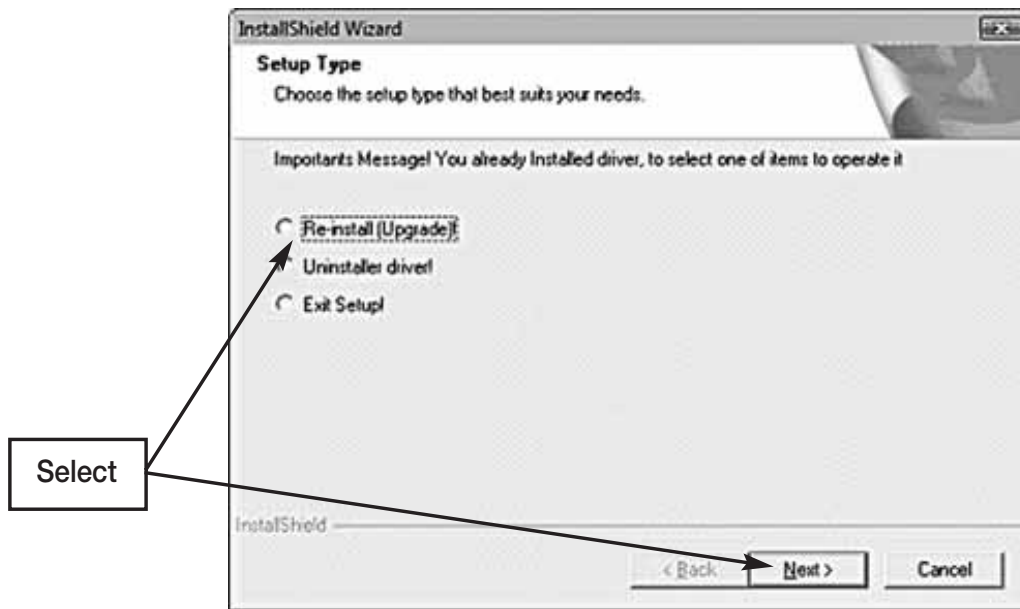 InstallShield Wizard
Setup Type
Choose the setup type that best suits your needs.
Importants Message! You already Installed driver, to select one of items to operate it
Re-install (Upgrade)!
Uninstaller driver!
Exit Setup!
Select
InstallShield
< Back Next > Cancel